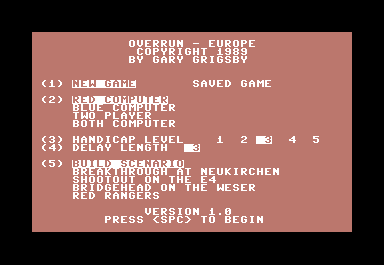 OVERRUN - EUROPE
COPYRIGHT 1989
BY GARY GRIGSBY
(1) NEW GAME SAVED GAME
(2) RED COMPUTER
BLUE COMPUTER
TWO PLAYER
BOTH COMPUTER
(3) HANDICAP LEVEL 1 2 3 4 5
(4) DELAY LENGTH 3
(5) BUILD SCENARIO
BREAKTHROUGH AT NEUKIRCHEN
SHOOTOUT ON THE E4
BRIDGEHEAD ON THE WESER
RED RANGERS
VERSION 1.0
PRESS <SPC> TO BEGIN